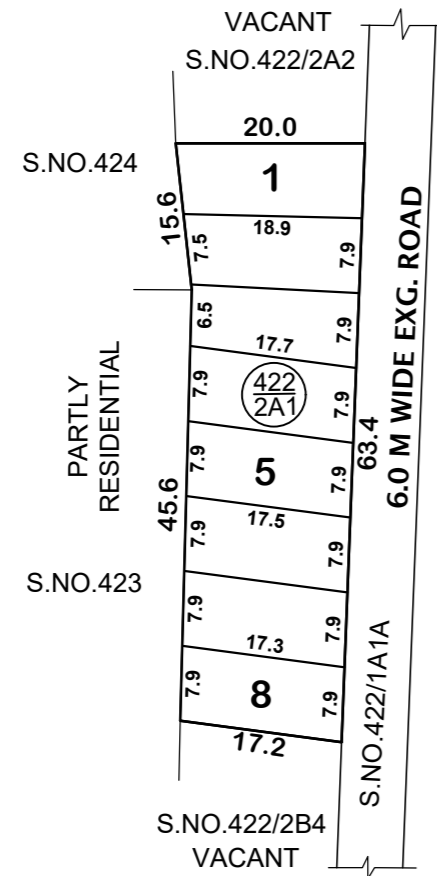 VACANT
S.NO.422/2A2
20.0
S.NO.424
1
15.6
18.9
7.5
7.9
6.5
7.9
17.7
6.0 M WIDE EXG. ROAD
PARTLY
RESIDENTIAL
7.9
422
2A1
7.9
63.4
7.9
5
7.9
45.6
17.5
7.9
7.9
S.NO.423
7.9
7.9
17.3
7.9
8
7.9
17.2
S.NO.422/1A1A
S.NO.422/2B4
VACANT